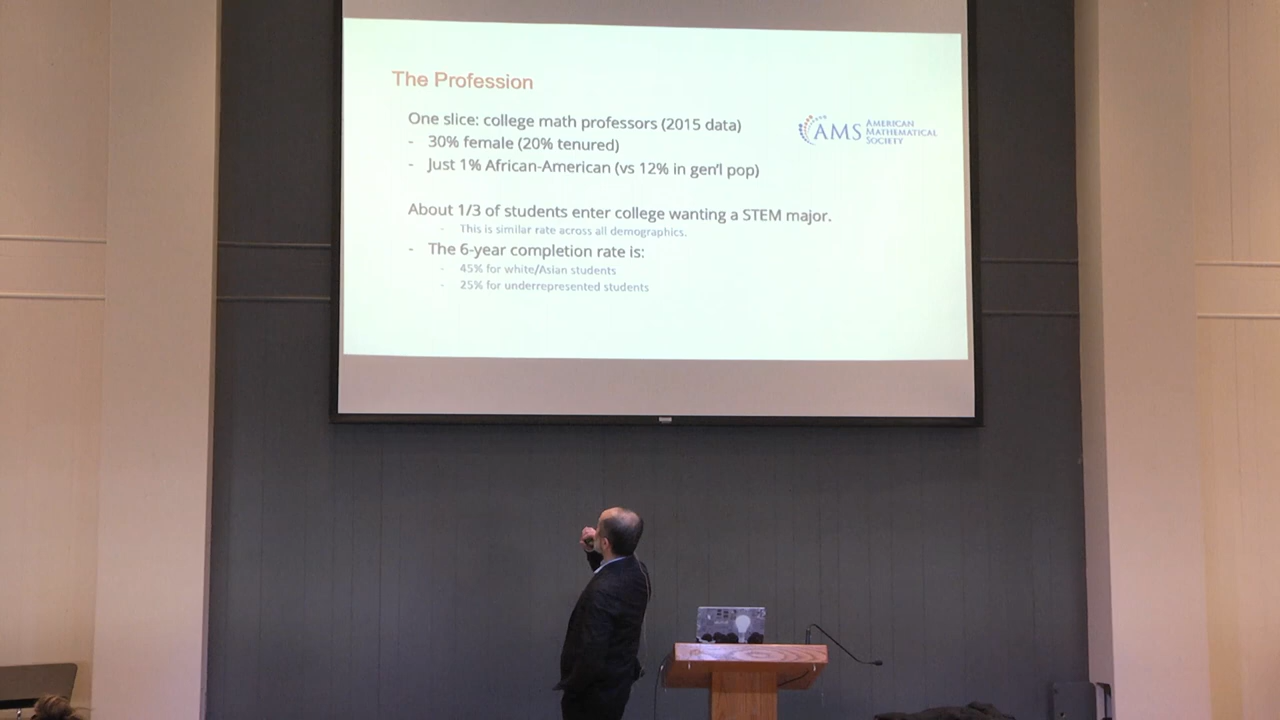 The Profession
One slice: college math professors (2015 data)
- 30% female (20% tenured)
- Just 1% African-American (vs 12% in gen'l pop)
AMS AMERICAN
MATHEMATICAL
SOCIETY
About 1/3 of students enter college wanting a STEM major.
- This is similar rate across all demographics.
- The 6-year completion rate is:
- 45% for white/Asian students
- 25% for underrepresented students